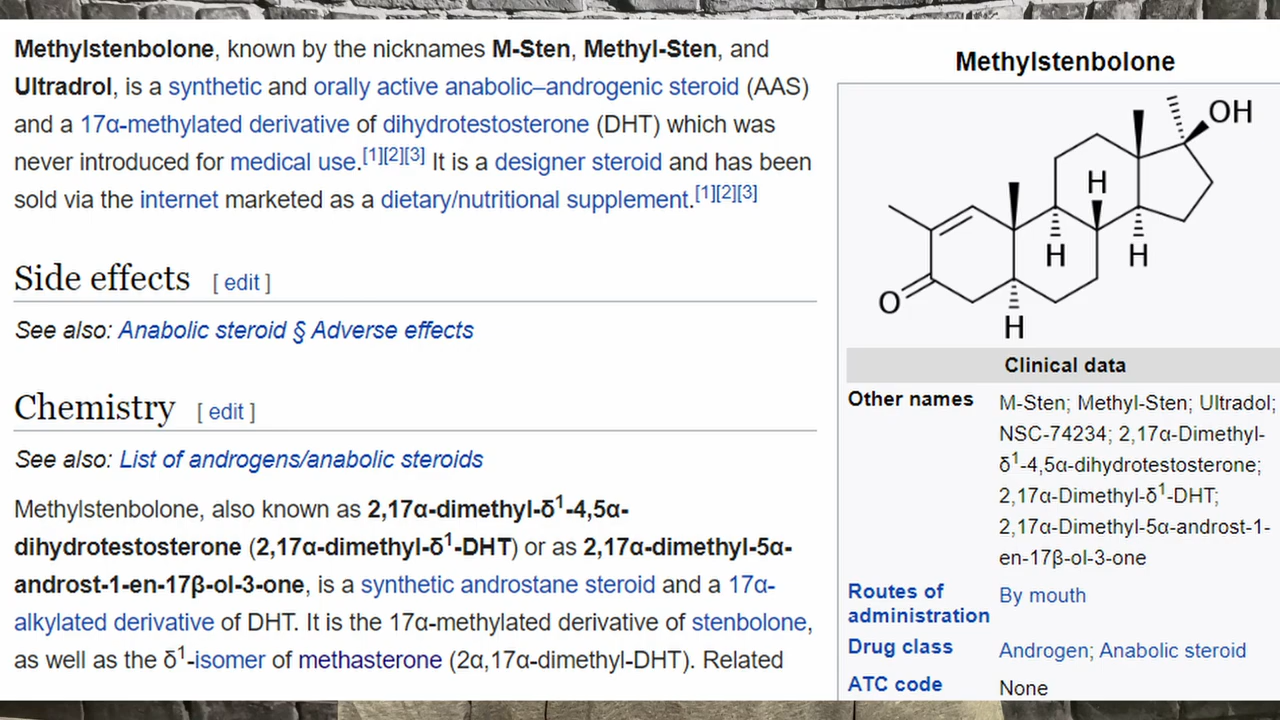 Methylstenbolone, known by the nicknames M-Sten, Methyl-Sten, and
Ultradrol, is a synthetic and orally active anabolic–androgenic steroid (AAS)
and a 17α-methylated derivative of dihydrotestosterone (DHT) which was
never introduced for medical use.[1][2][3] It is a designer steroid and has been
sold via the internet marketed as a dietary/nutritional supplement.[1][2][3]
Side effects [ edit ]
See also: Anabolic steroid § Adverse effects
Chemistry [ edit ]
See also: List of androgens/anabolic steroids
Methylstenbolone, also known as 2,17α-dimethyl-δ1-4,5α-
dihydrotestosterone (2,17α-dimethyl-δ1-DHT) or as 2,17α-dimethyl-5α-
androst-1-en-17β-ol-3-one, is a synthetic androstane steroid and a 17α-
alkylated derivative of DHT. It is the 17α-methylated derivative of stenbolone,
as well as the δ1-isomer of methasterone (2α,17α-dimethyl-DHT). Related
Methylstenbolone
OH
H
H
H
O
H
Clinical data
Other names M-Sten; Methyl-Sten; Ultradol;
NSC-74234; 2,17α-Dimethyl-
δ1-4,5α-dihydrotestosterone;
2,17α-Dimethyl-δ1-DHT;
2,17α-Dimethyl-5α-androst-1-
en-17β-ol-3-one
Routes of
administration By mouth
Drug class Androgen; Anabolic steroid
ATC code None